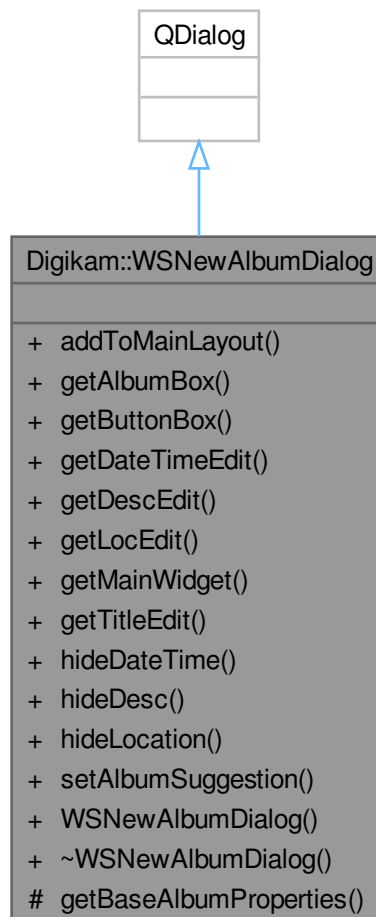 QDialog
Digikam::WSNewAlbumDialog
+ addToMainLayout()
+ getAlbumBox()
+ getButtonBox()
+ getDateTimeEdit()
+ getDescEdit()
+ getLocEdit()
+ getMainWidget()
+ getTitleEdit()
+ hideDateTime()
+ hideDesc()
+ hideLocation()
+ setAlbumSuggestion()
+ WSNewAlbumDialog()
+ ~WSNewAlbumDialog()
# getBaseAlbumProperties()